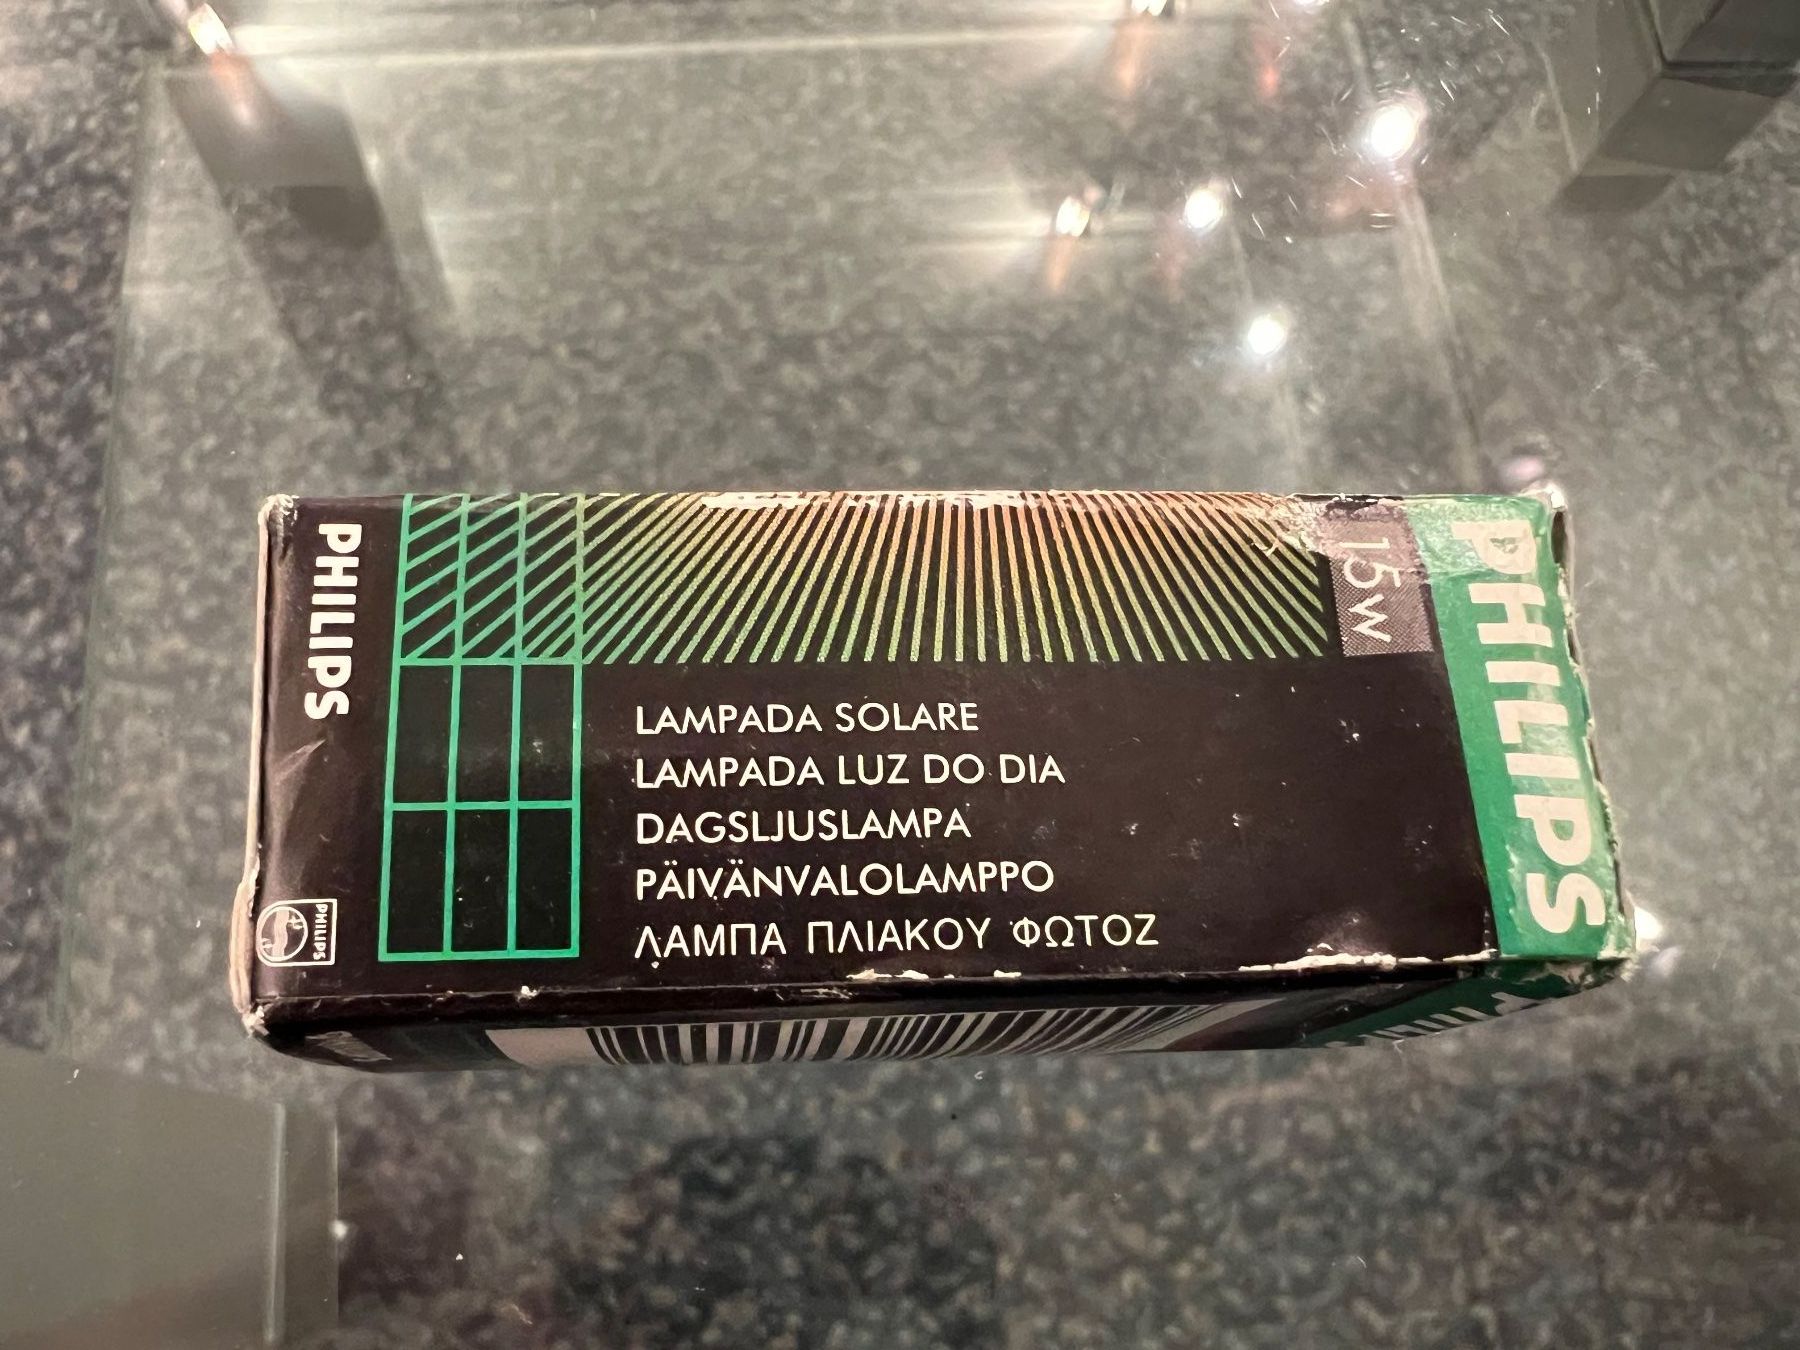 PHILIPS
PHILIPS
15W
PHILIPS
LAMPADA SOLARE
LAMPADA LUZ DO DIA
DAGSLJUSLAMPA
PÄIVÄNVALOLAMPPO
ΛΑΜΠΑ ΠΛΙΑΚΟΥ ΦΩΤΟΖ